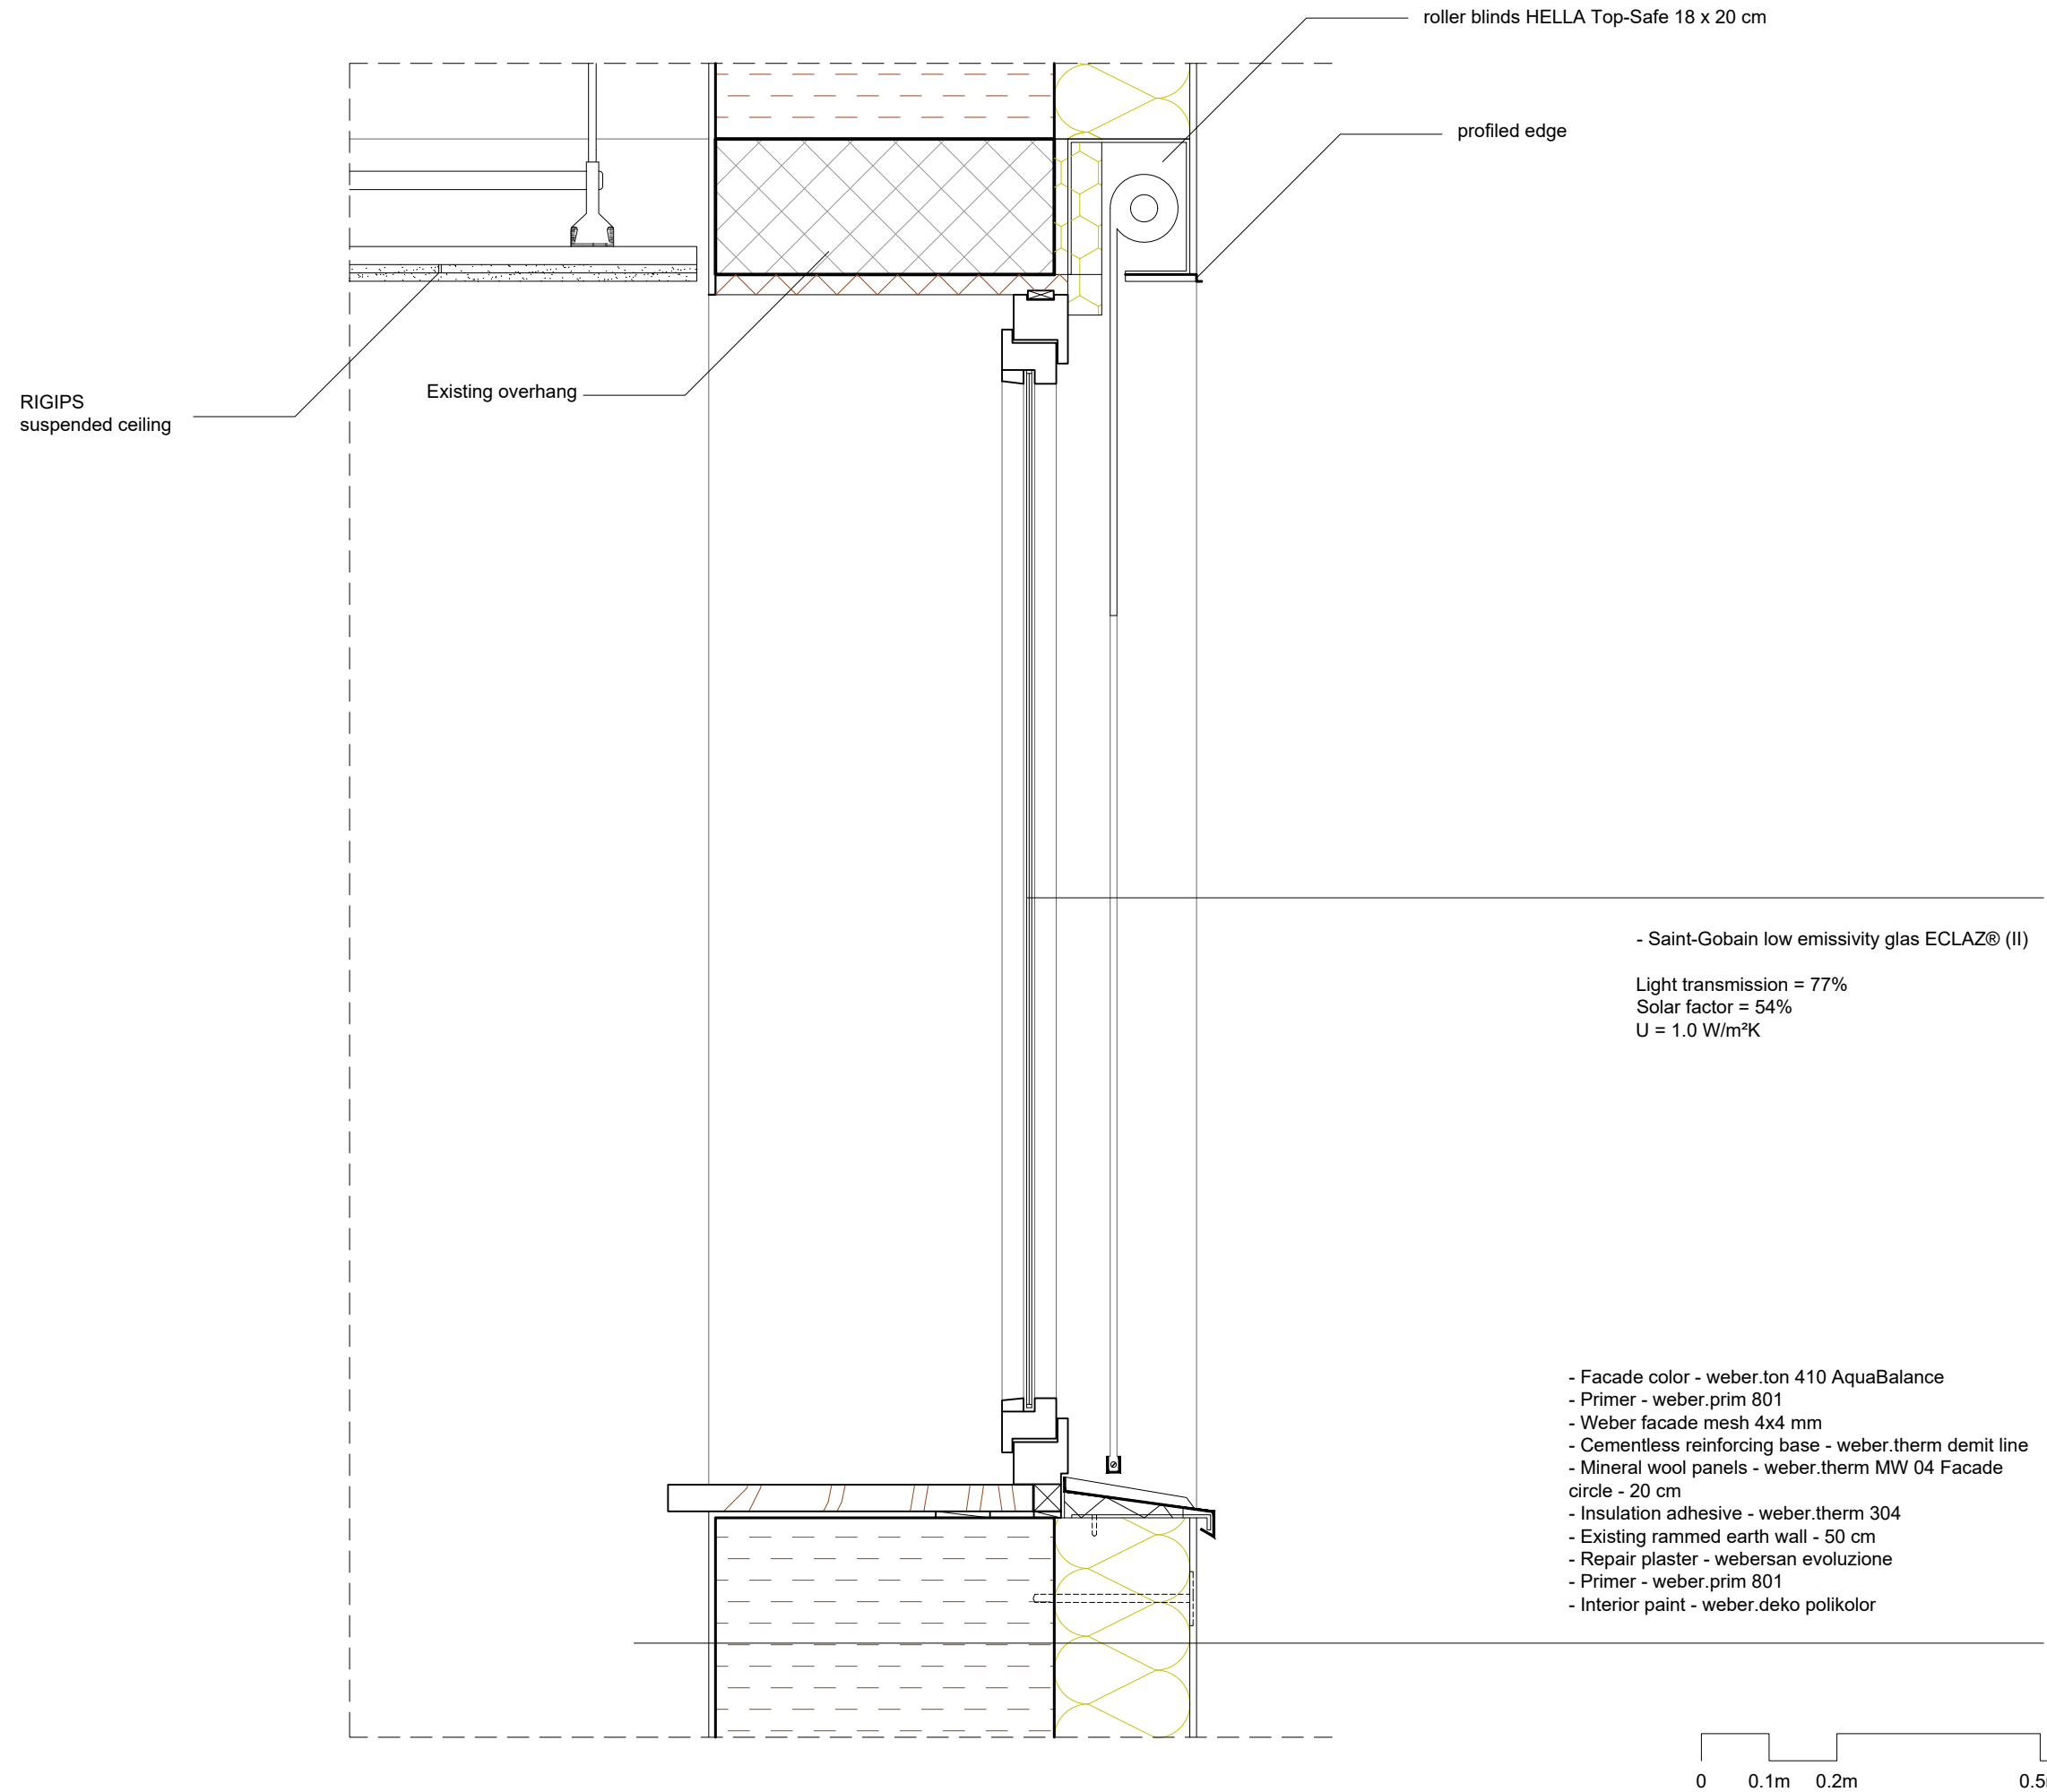 roller blinds HELLA Top-Safe 18 x 20 cm
profiled edge
Existing overhang
RIGIPS
suspended ceiling
- Saint-Gobain low emissivity glas ECLAZ® (II)
Light transmission = 77%
Solar factor = 54%
U = 1.0 W/m²K
- Facade color - weber.ton 410 AquaBalance
- Primer - weber.prim 801
- Weber facade mesh 4x4 mm
- Cementless reinforcing base - weber.therm demit line
- Mineral wool panels - weber.therm MW 04 Facade
circle - 20 cm
- Insulation adhesive - weber.therm 304
- Existing rammed earth wall - 50 cm
- Repair plaster - webersan evoluzione
- Primer - weber.prim 801
- Interior paint - weber.deko polikolor
0 0.1m 0.2m 0.5m